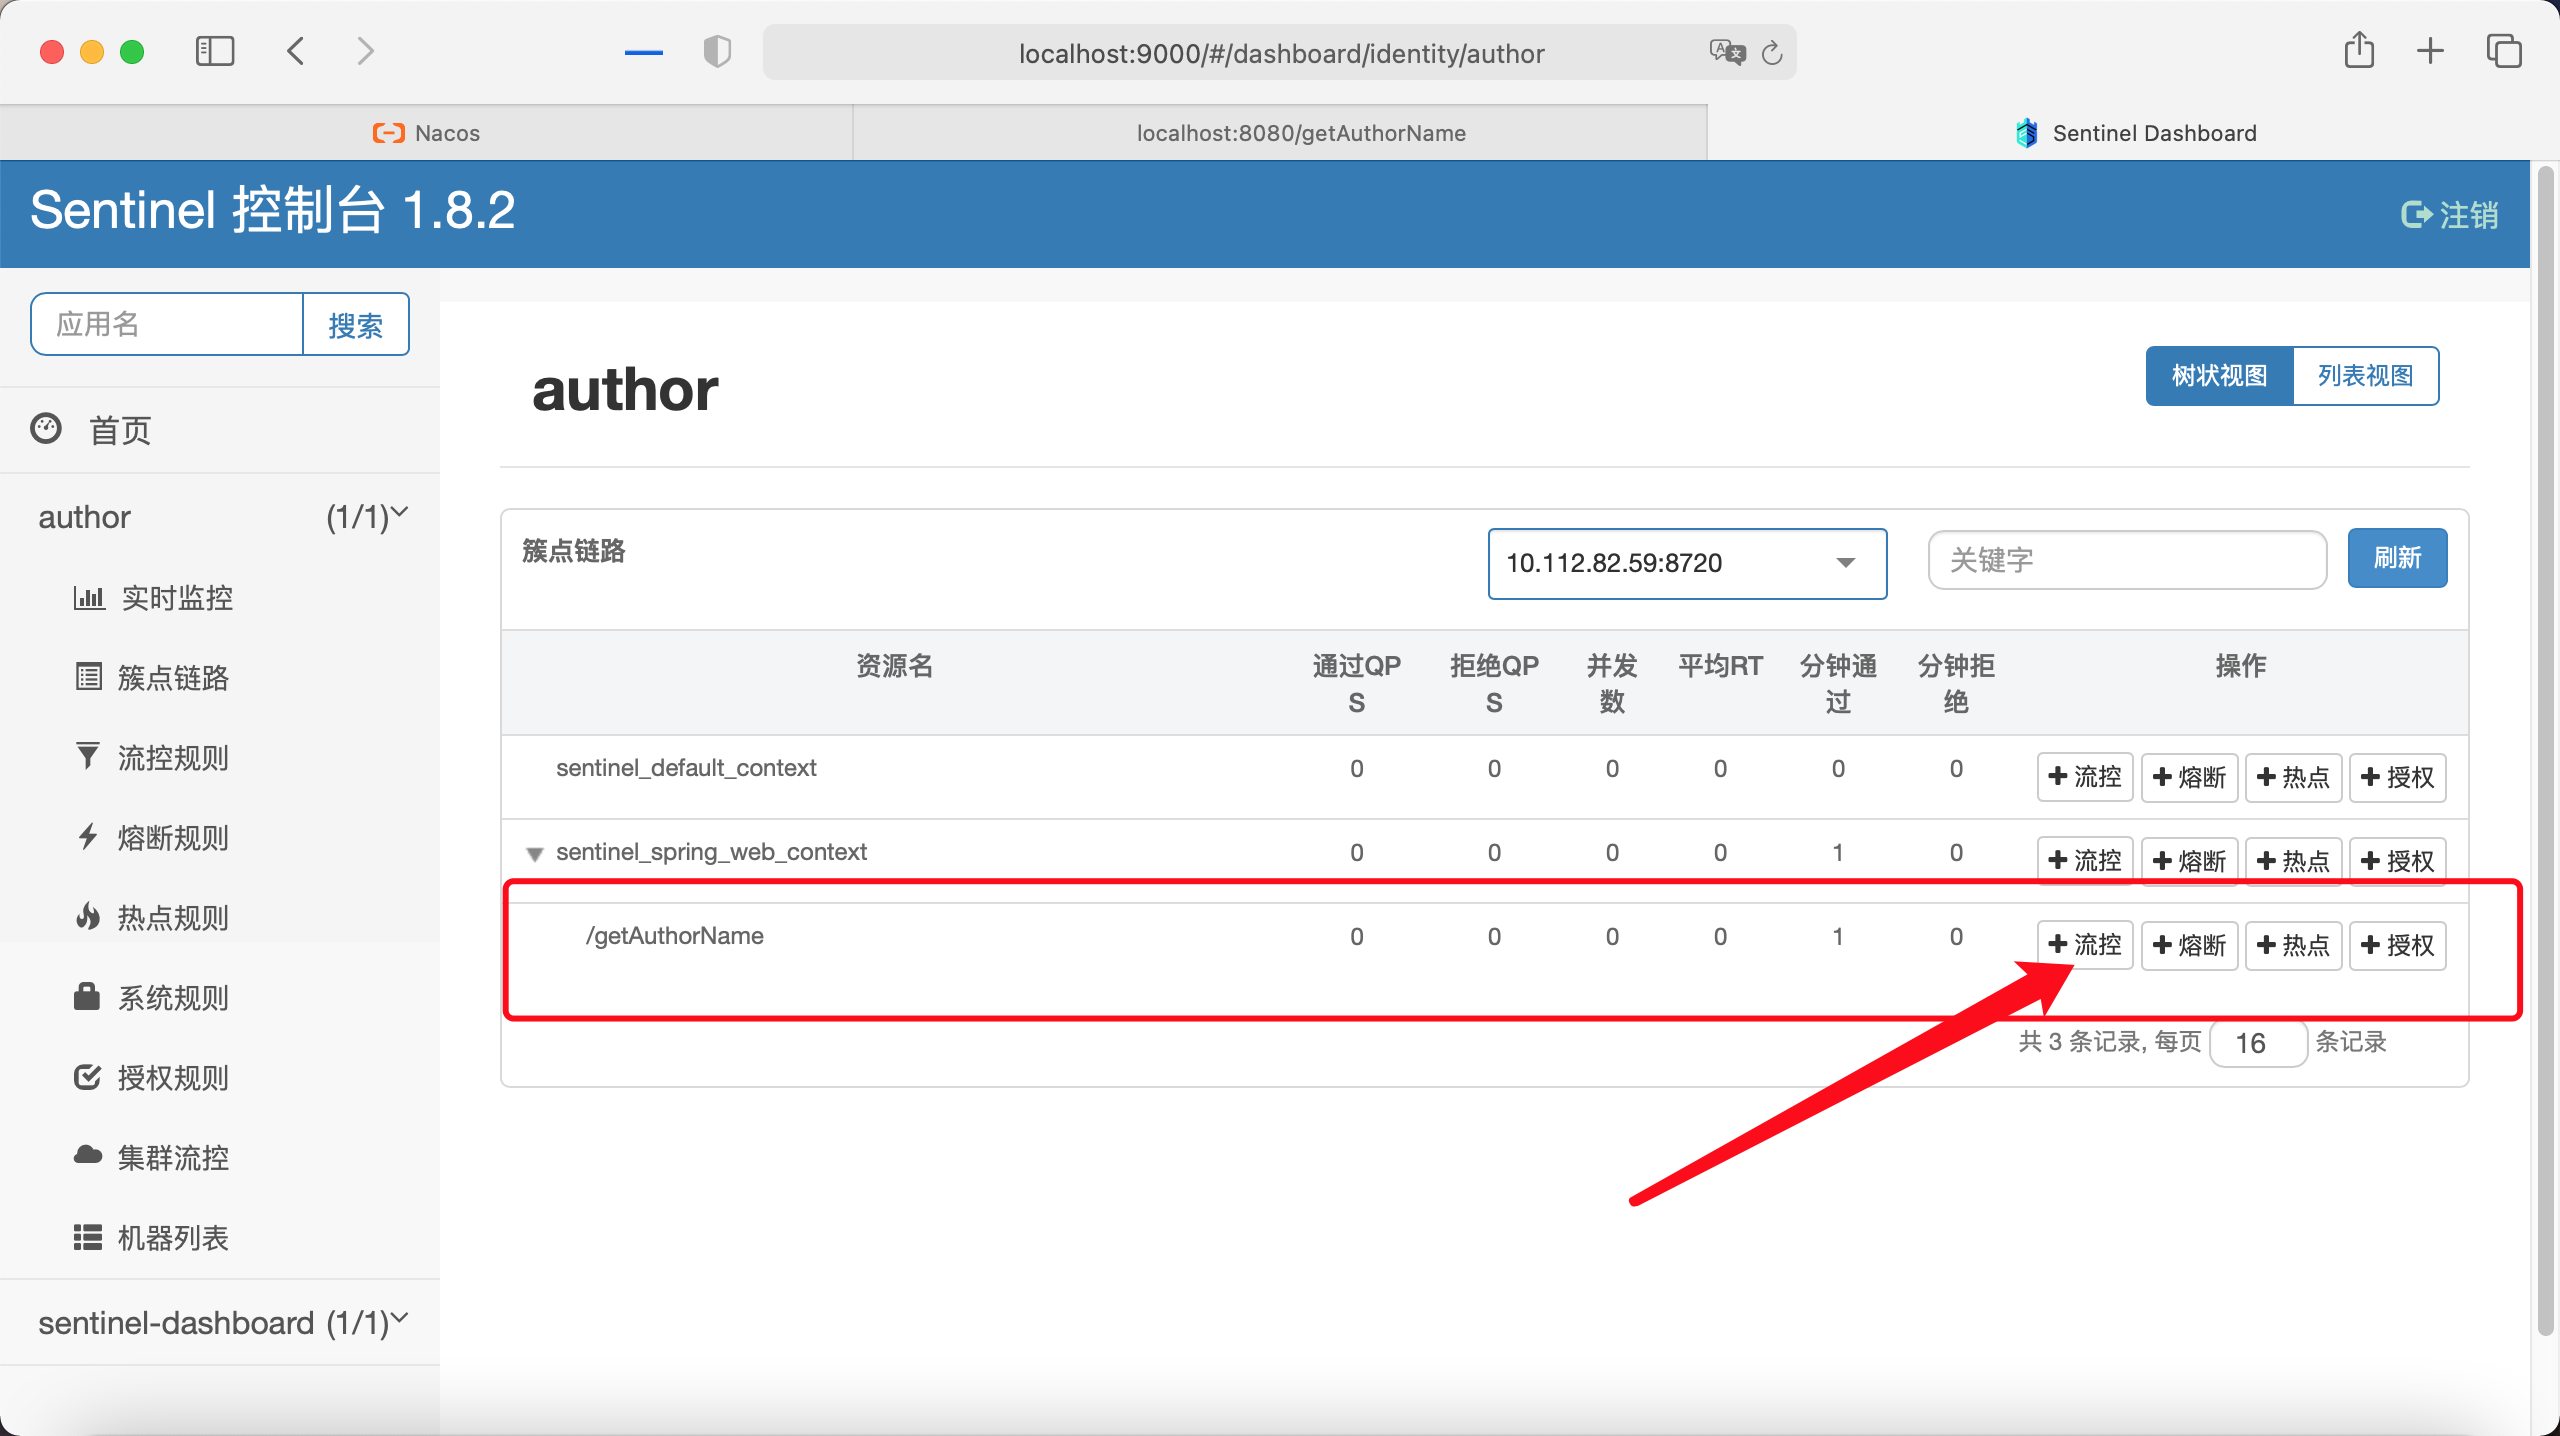 localhost:9000/#/dashboard/identity/author
Nacos
localhost:8080/getAuthorName
Sentinel Dashboard
Sentinel 控制台 1.8.2
注销
应用名
搜索
首页
author (1/1)
实时监控
簇点链路
流控规则
熔断规则
热点规则
系统规则
授权规则
集群流控
机器列表
sentinel-dashboard (1/1)
author
树状视图
列表视图
簇点链路
10.112.82.59:8720
关键字
刷新
资源名 通过QPS 拒绝QPS 并发数 平均RT 分钟通过 分钟拒绝 操作
sentinel_default_context 0 0 0 0 0 0 流控 熔断 热点 授权
sentinel_spring_web_context 0 0 0 0 1 0 流控 熔断 热点 授权
/getAuthorName 0 0 0 0 1 0 流控 熔断 热点 授权
共 3 条记录, 每页 16 条记录